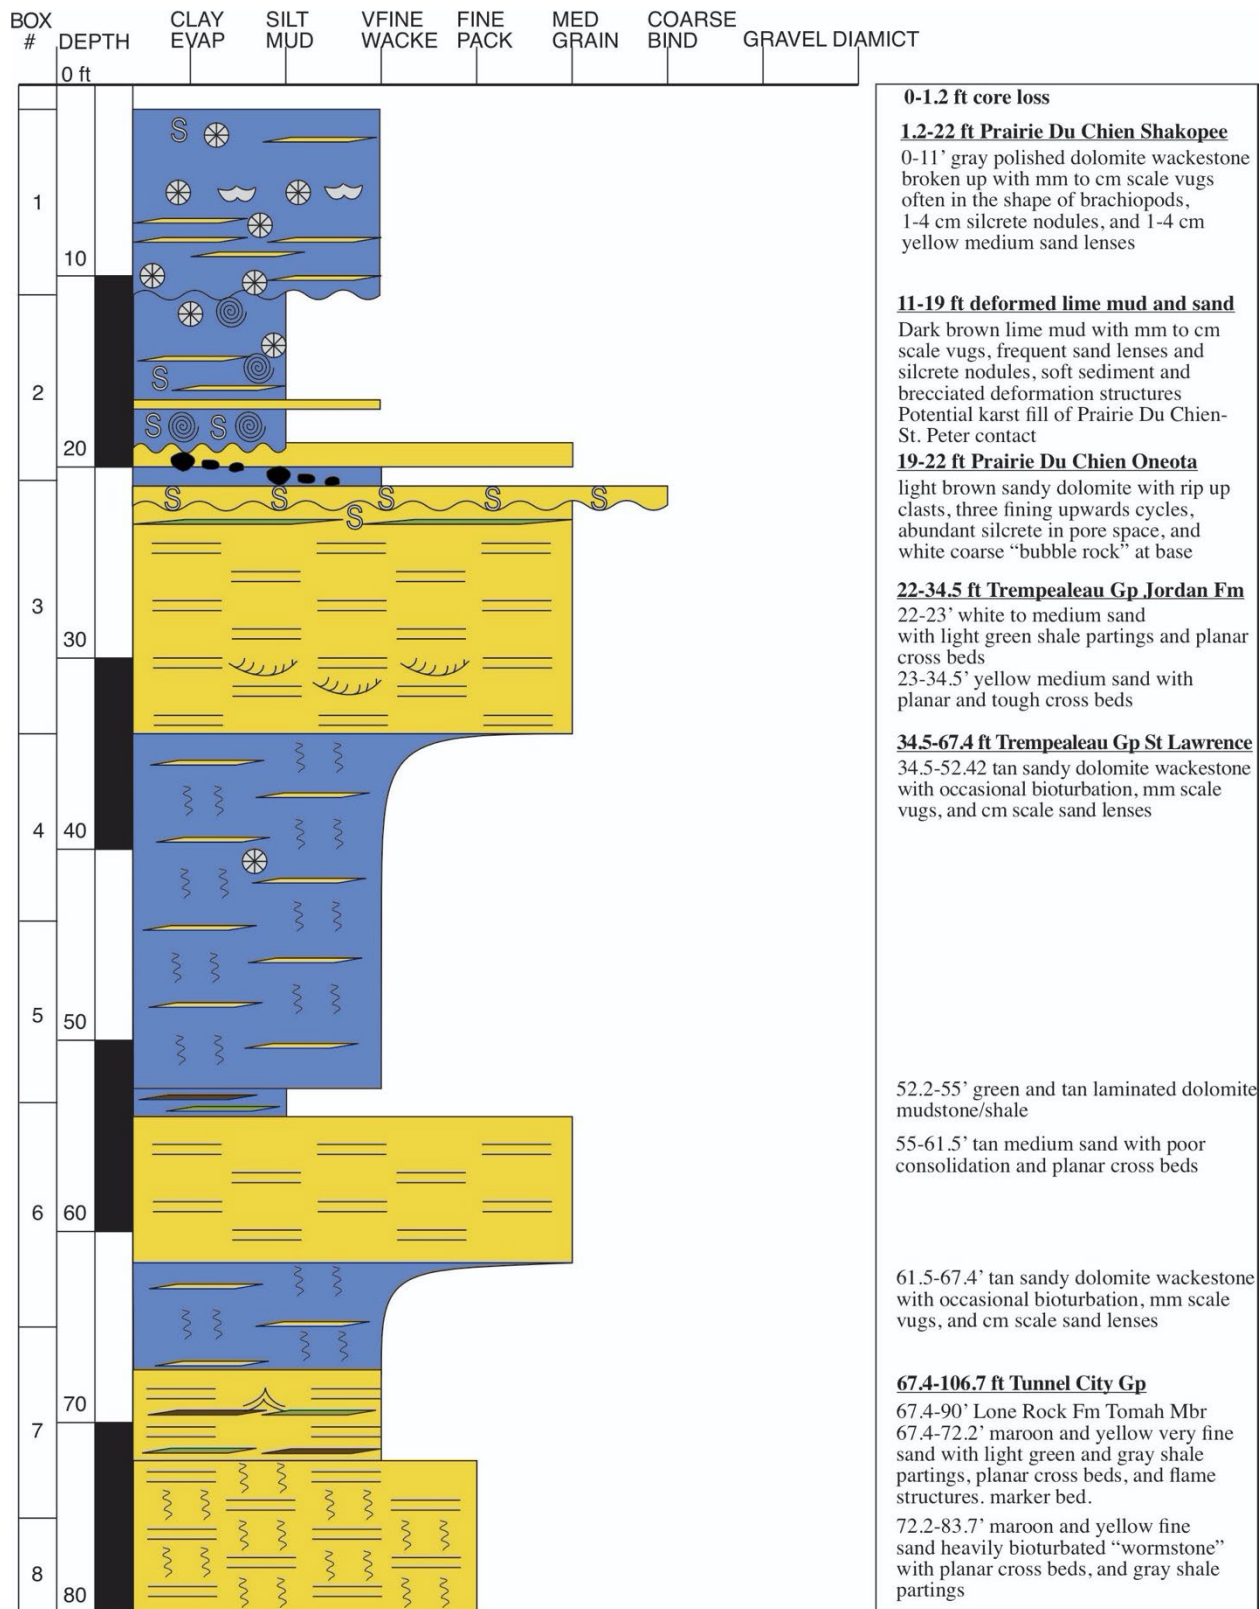 BOX #
DEPTH
CLAY EVAP
SILT MUD
VFINE WACKE
FINE PACK
MED GRAIN
COARSE BIND
GRAVEL
DIAMICT
0 ft
1
10
2
20
3
30
4
40
5
50
6
60
7
70
8
80
S
S
S
S
S
S
S
S
S
S
0-1.2 ft core loss
1.2-22 ft Prairie Du Chien Shakopee
0-11’ gray polished dolomite wackestone
broken up with mm to cm scale vugs
often in the shape of brachiopods,
1-4 cm silcrete nodules, and 1-4 cm
yellow medium sand lenses
11-19 ft deformed lime mud and sand
Dark brown lime mud with mm to cm
scale vugs, frequent sand lenses and
silcrete nodules, soft sediment and
brecciated deformation structures
Potential karst fill of Prairie Du Chien-
St. Peter contact
19-22 ft Prairie Du Chien Oneota
light brown sandy dolomite with rip up
clasts, three fining upwards cycles,
abundant silcrete in pore space, and
white coarse “bubble rock” at base
22-34.5 ft Trempealeau Gp Jordan Fm
22-23’ white to medium sand
with light green shale partings and planar
cross beds
23-34.5’ yellow medium sand with
planar and tough cross beds
34.5-67.4 ft Trempealeau Gp St Lawrence
34.5-52.42 tan sandy dolomite wackestone
with occasional bioturbation, mm scale
vugs, and cm scale sand lenses
52.2-55’ green and tan laminated dolomite
mudstone/shale
55-61.5’ tan medium sand with poor
consolidation and planar cross beds
61.5-67.4’ tan sandy dolomite wackestone
with occasional bioturbation, mm scale
vugs, and cm scale sand lenses
67.4-106.7 ft Tunnel City Gp
67.4-90’ Lone Rock Fm Tomah Mbr
67.4-72.2’ maroon and yellow very fine
sand with light green and gray shale
partings, planar cross beds, and flame
structures. marker bed.
72.2-83.7’ maroon and yellow fine
sand heavily bioturbated “wormstone”
with planar cross beds, and gray shale
partings